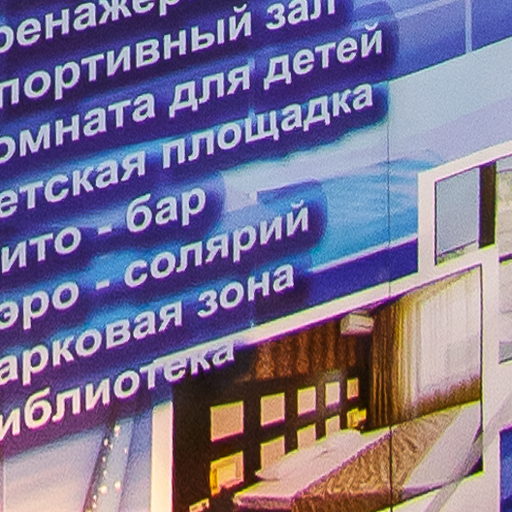 ренажер
портивный зал
омната для детей
етская площадка
ито - бар
эро - солярий
арковая зона
иблиотека